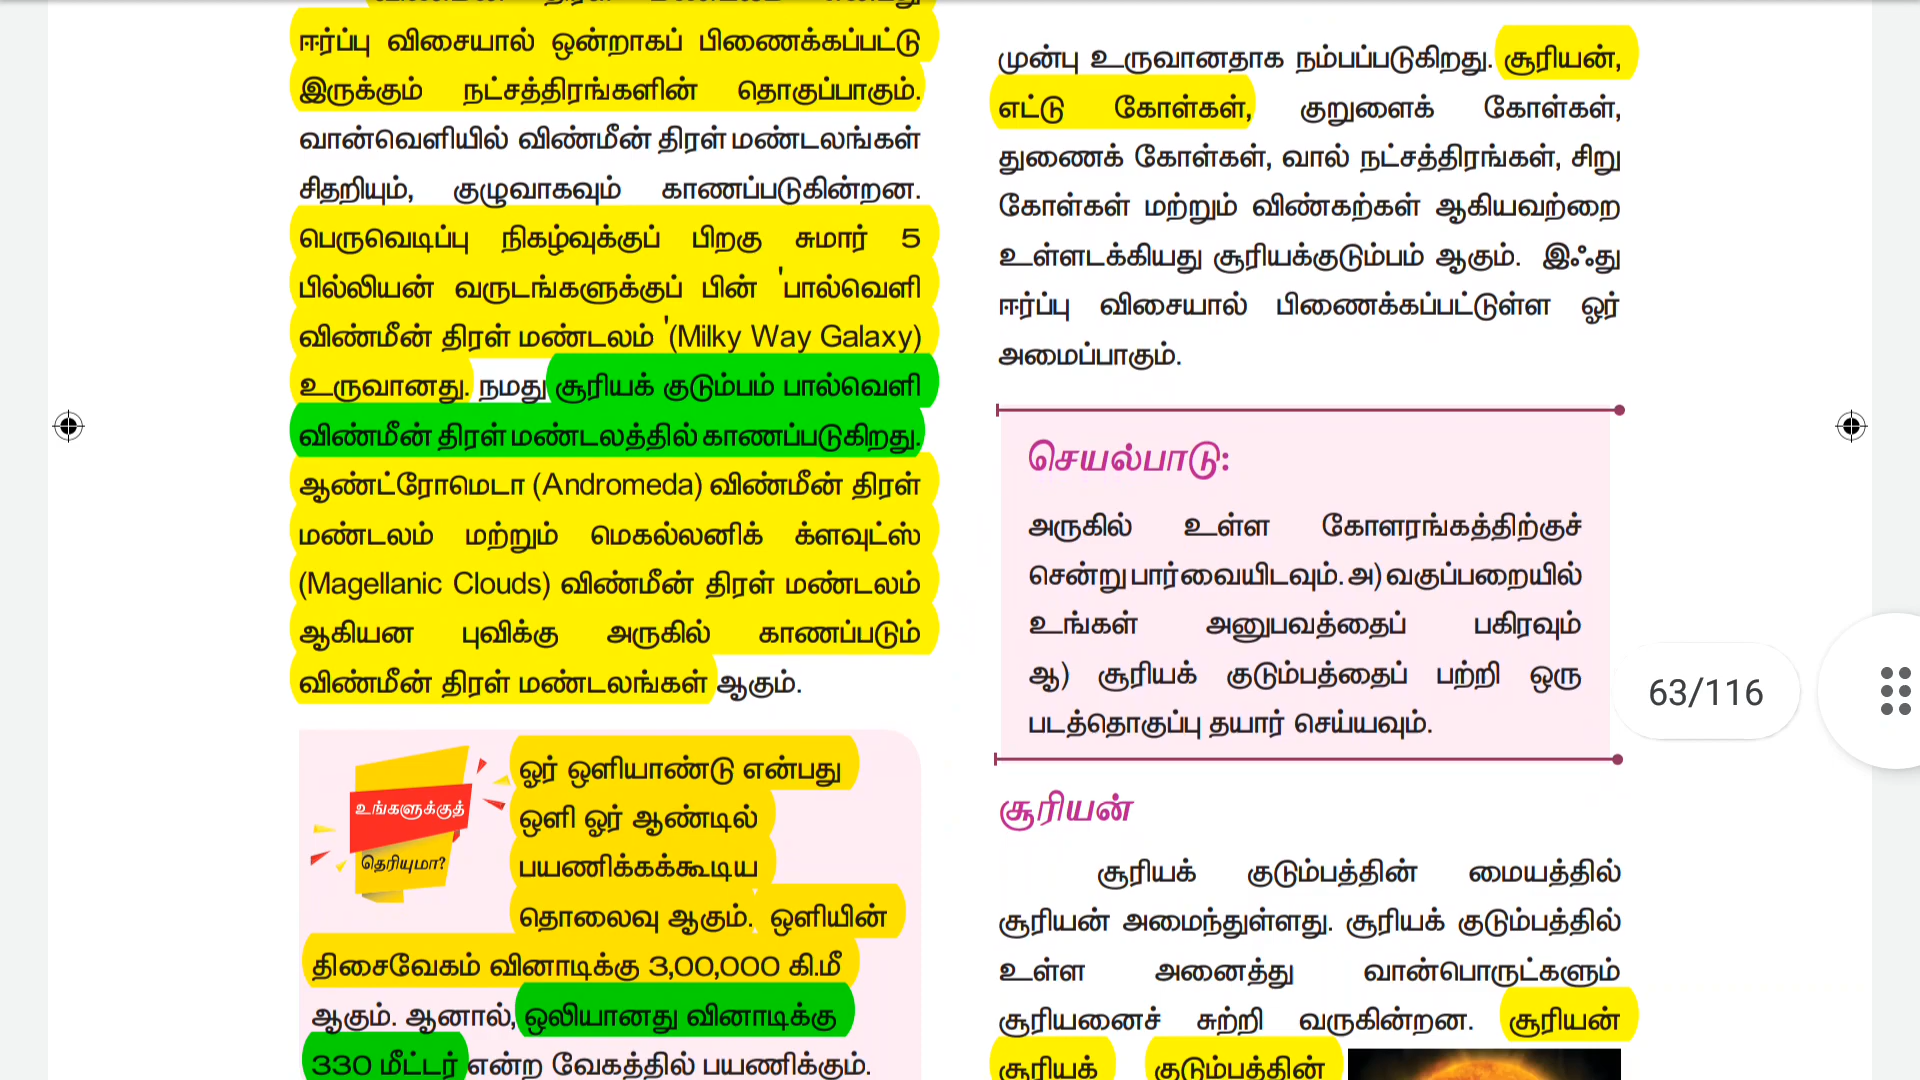 ஈர்ப்பு விசையால் ஒன்றாகப் பிணைக்கப்பட்டு
இருக்கும் நட்சத்திரங்களின் தொகுப்பாகும்.
வான்வெளியில் விண்மீன் திரள் மண்டலங்கள்
சிதறியும், குழுவாகவும் காணப்படுகின்றன.
பெருவெடிப்பு நிகழ்வுக்குப் பிறகு சுமார் 5
பில்லியன் வருடங்களுக்குப் பின் 'பால்வெளி
விண்மீன் திரள் மண்டலம் '(Milky Way Galaxy)
உருவானது. நமது சூரியக் குடும்பம் பால்வெளி
விண்மீன் திரள் மண்டலத்தில் காணப்படுகிறது.
ஆண்ட்ரோமெடா (Andromeda) விண்மீன் திரள்
மண்டலம் மற்றும் மெகல்லனிக் க்ளவுட்ஸ்
(Magellanic Clouds) விண்மீன் திரள் மண்டலம்
ஆகியன புவிக்கு அருகில் காணப்படும்
விண்மீன் திரள் மண்டலங்கள் ஆகும்.
உங்களுக்குத்
தெரியுமா?
ஓர் ஒளியாண்டு என்பது
ஒளி ஓர் ஆண்டில்
பயணிக்கக்கூடிய
தொலைவு ஆகும். ஒளியின்
திசைவேகம் வினாடிக்கு 3,00,000 கி.மீ
ஆகும். ஆனால், ஒலியானது வினாடிக்கு
330 மீட்டர் என்ற வேகத்தில் பயணிக்கும்.
முன்பு உருவானதாக நம்பப்படுகிறது. சூரியன்,
எட்டு கோள்கள், குறுளைக் கோள்கள்,
துணைக் கோள்கள், வால் நட்சத்திரங்கள், சிறு
கோள்கள் மற்றும் விண்கற்கள் ஆகியவற்றை
உள்ளடக்கியது சூரியக்குடும்பம் ஆகும். இஃது
ஈர்ப்பு விசையால் பிணைக்கப்பட்டுள்ள ஓர்
அமைப்பாகும்.
செயல்பாடு:
அருகில் உள்ள கோளரங்கத்திற்குச்
சென்று பார்வையிடவும். அ) வகுப்பறையில்
உங்கள் அனுபவத்தைப் பகிரவும்
ஆ) சூரியக் குடும்பத்தைப் பற்றி ஒரு
படத்தொகுப்பு தயார் செய்யவும்.
சூரியன்
சூரியக் குடும்பத்தின் மையத்தில்
சூரியன் அமைந்துள்ளது. சூரியக் குடும்பத்தில்
உள்ள அனைத்து வான்பொருட்களும்
சூரியனைச் சுற்றி வருகின்றன. சூரியன்
சூரியக் குடும்பத்தின்
63/116